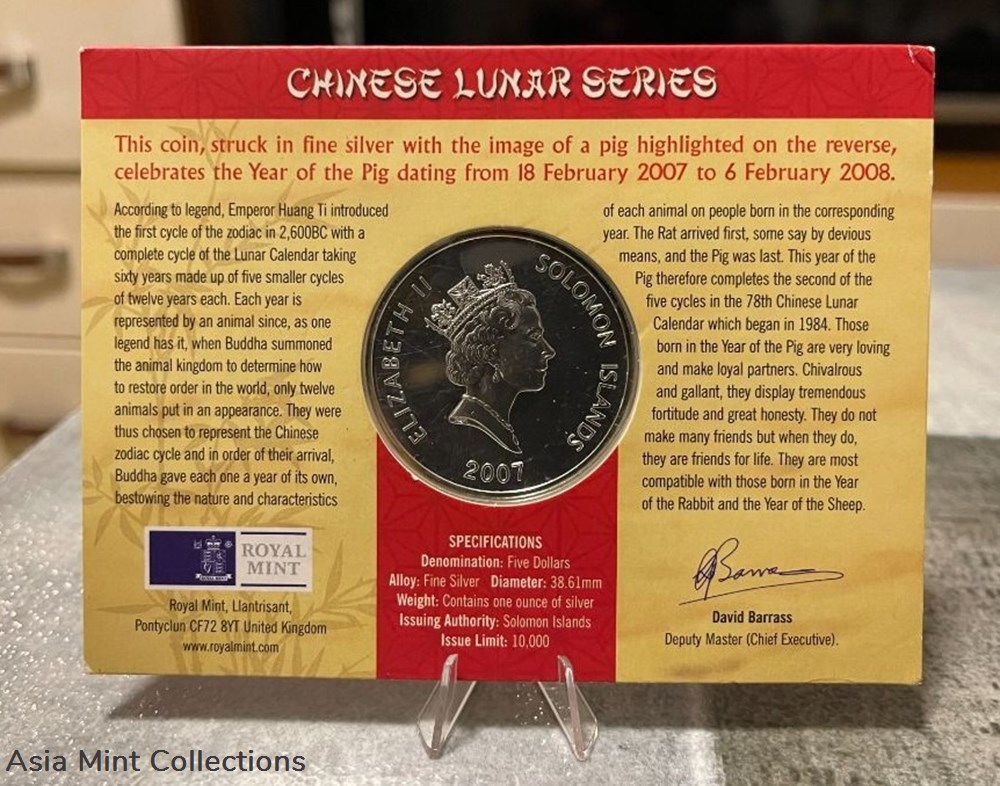 CHINESE LUNAR SERIES
This coin, struck in fine silver with the image of a pig highlighted on the reverse,
celebrates the Year of the Pig dating from 18 February 2007 to 6 February 2008.
According to legend, Emperor Huang Ti introduced
the first cycle of the zodiac in 2,600BC with a
complete cycle of the Lunar Calendar taking
sixty years made up of five smaller cycles
of twelve years each. Each year is
represented by an animal since, as one
legend has it, when Buddha summoned
the animal kingdom to determine how
to restore order in the world, only twelve
animals put in an appearance. They were
thus chosen to represent the Chinese
zodiac cycle and in order of their arrival,
Buddha gave each one a year of its own,
bestowing the nature and characteristics
ELIZABETH II
SOLOMON ISLANDS
2007
of each animal on people born in the corresponding
year. The Rat arrived first, some say by devious
means, and the Pig was last. This year of the
Pig therefore completes the second of the
five cycles in the 78th Chinese Lunar
Calendar which began in 1984. Those
born in the Year of the Pig are very loving
and make loyal partners. Chivalrous
and gallant, they display tremendous
fortitude and great honesty. They do not
make many friends but when they do,
they are friends for life. They are most
compatible with those born in the Year
of the Rabbit and the Year of the Sheep.
ROYAL
MINT
Royal Mint, Llantrisant,
Pontyclun CF72 8YT United Kingdom
www.royalmint.com
SPECIFICATIONS
Denomination: Five Dollars
Alloy: Fine Silver Diameter: 38.61mm
Weight: Contains one ounce of silver
Issuing Authority: Solomon Islands
Issue Limit: 10,000
David Barrass
Deputy Master (Chief Executive).
Asia Mint Collections